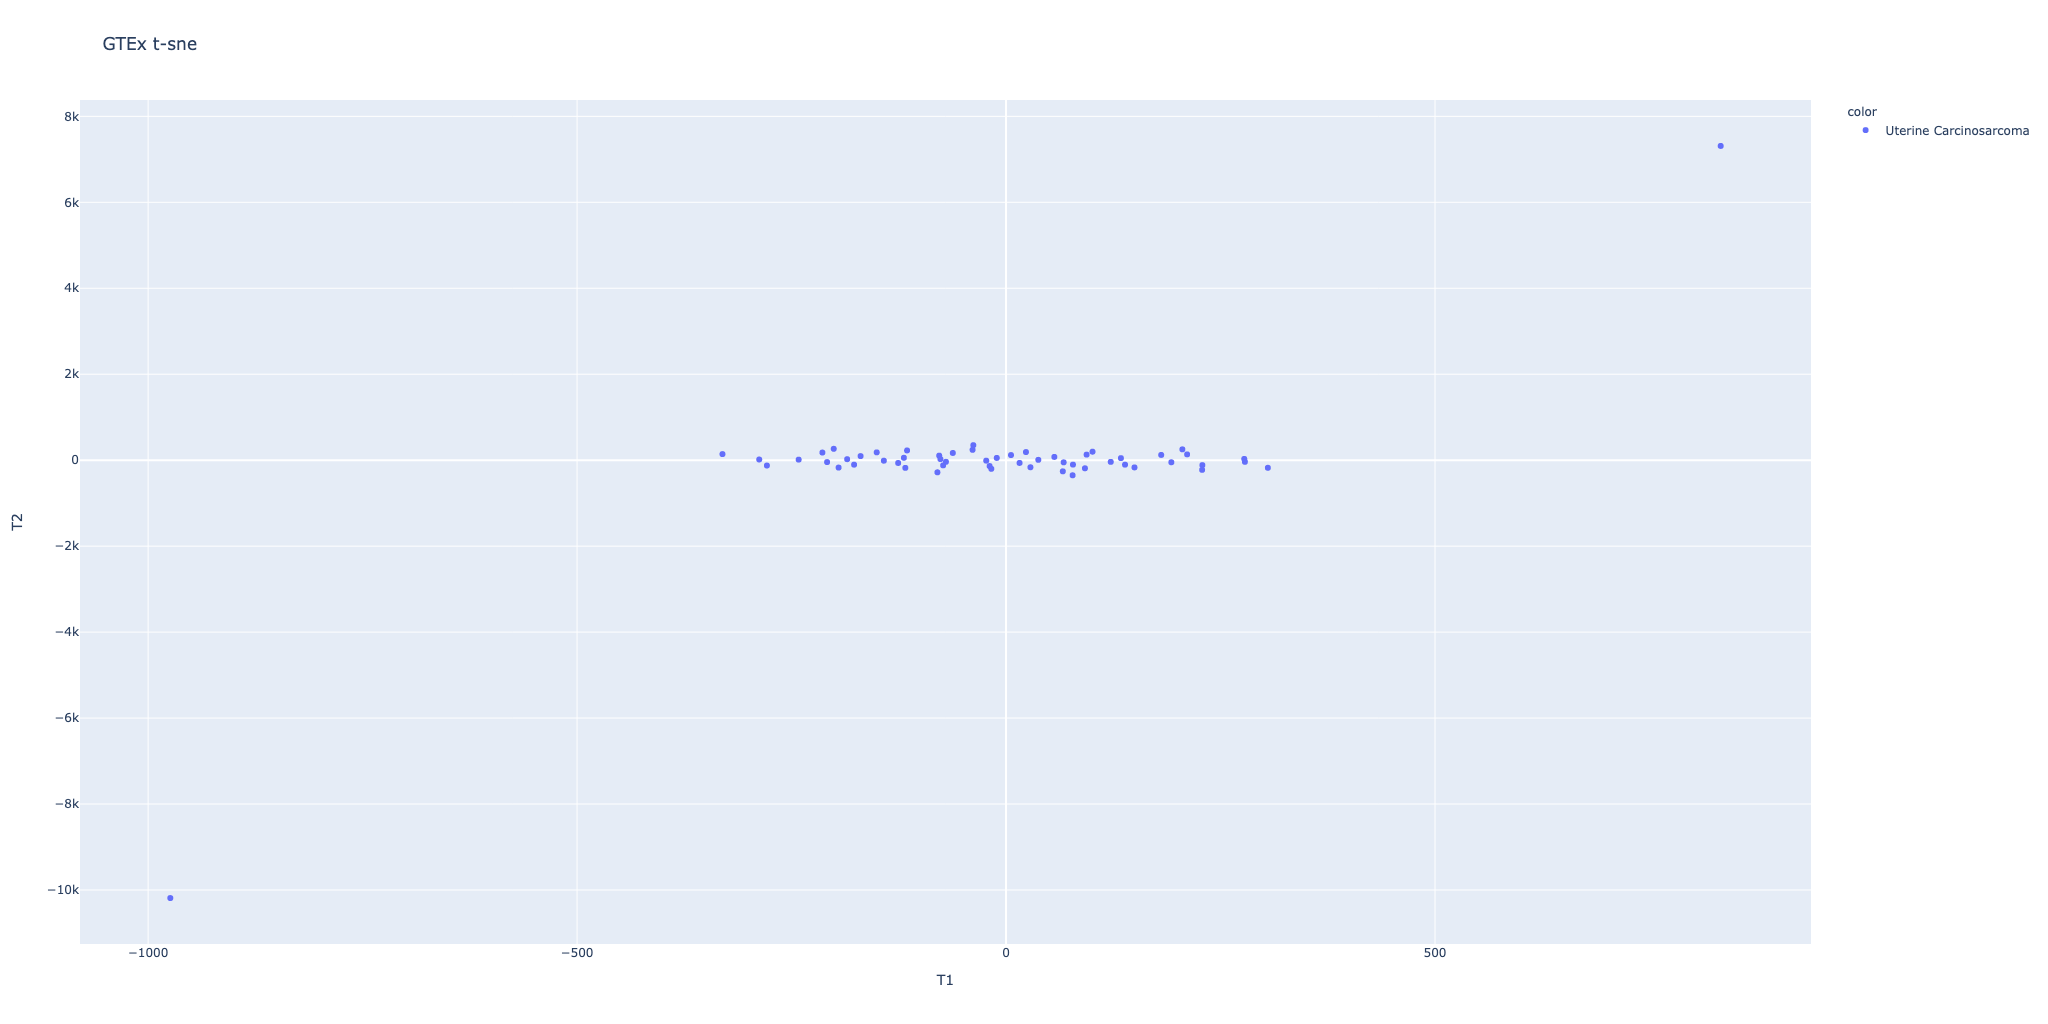 GTEx t-sne
color
Uterine Carcinosarcoma
8k
6k
4k
2k
0
−2k
−4k
−6k
−8k
−10k
T2
−1000
−500
0
500
T1